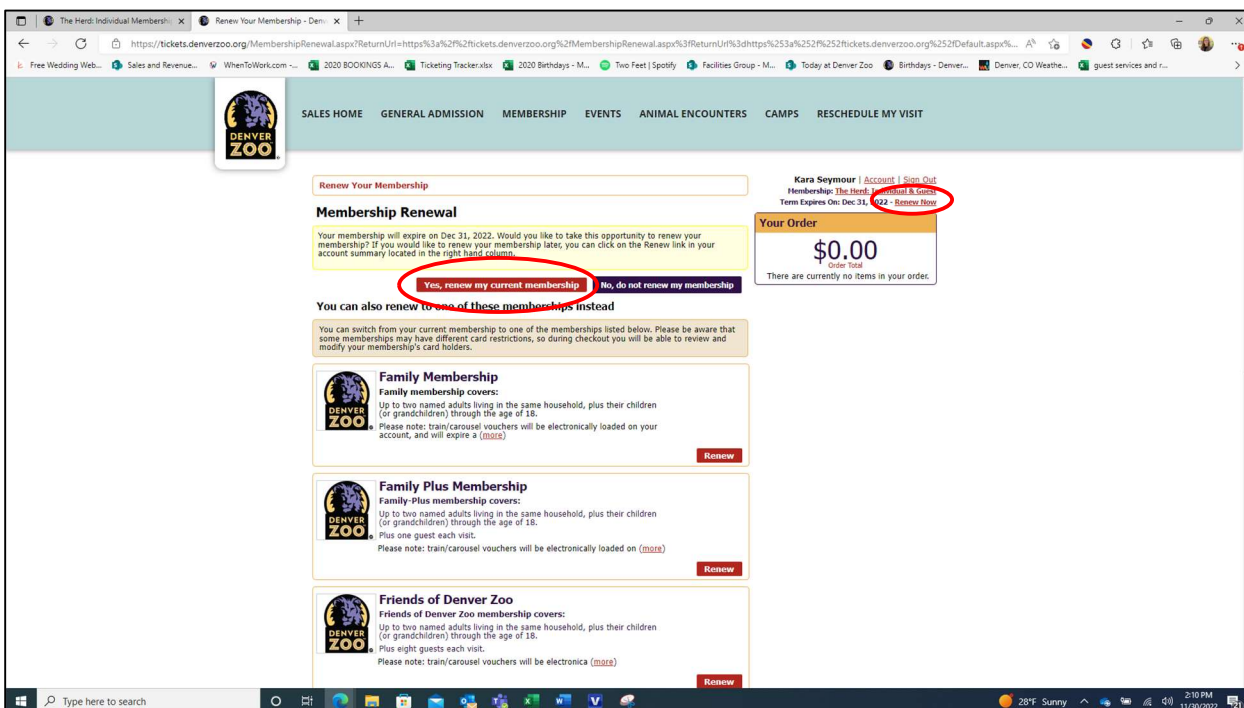 The Herd: Individual Membership
Renew Your Membership - Denv
https://tickets.denverzoo.org/MembershipRenewal.aspx?ReturnUrl=https%3a%2f%2ftickets.denverzoo.org%2fMembershipRenewal.aspx%3fReturnUrl%3dhttps%253a%252f%252ftickets.denverzoo.org%252fDefault.aspx%...
Free Wedding Web... Sales and Revenue... WhenToWork.com -... 2020 BOOKINGS A... Ticketing Tracker.xlsx 2020 Birthdays - M... Two Feet | Spotify Facilities Group - M... Today at Denver Zoo Birthdays - Denver... Denver, CO Weathe... guest services and r...
DENVER
ZOO
SALES HOME GENERAL ADMISSION MEMBERSHIP EVENTS ANIMAL ENCOUNTERS CAMPS RESCHEDULE MY VISIT
Renew Your Membership
Kara Seymour | Account | Sign Out
Membership: The Herd: Individual & Guest
Term Expires On: Dec 31, 2022 - Renew Now
Membership Renewal
Your membership will expire on Dec 31, 2022. Would you like to take this opportunity to renew your
membership? If you would like to renew your membership later, you can click on the Renew link in your
account summary located in the right hand column.
Your Order
$0.00
Order Total
There are currently no items in your order.
Yes, renew my current membership
No, do not renew my membership
You can also renew to one of these memberships instead
You can switch from your current membership to one of the memberships listed below. Please be aware that
some memberships may have different card restrictions, so during checkout you will be able to review and
modify your membership's card holders.
DENVER
ZOO
Family Membership
Family membership covers:
Up to two named adults living in the same household, plus their children
(or grandchildren) through the age of 18.
Please note: train/carousel vouchers will be electronically loaded on your
account, and will expire a (more)
Renew
DENVER
ZOO
Family Plus Membership
Family-Plus membership covers:
Up to two named adults living in the same household, plus their children
(or grandchildren) through the age of 18.
Plus one guest each visit.
Please note: train/carousel vouchers will be electronically loaded on (more)
Renew
DENVER
ZOO
Friends of Denver Zoo
Friends of Denver Zoo membership covers:
Up to two named adults living in the same household, plus their children
(or grandchildren) through the age of 18.
Plus eight guests each visit.
Please note: train/carousel vouchers will be electronica (more)
Renew
Type here to search
28°F Sunny
2:10 PM
11/30/2022
21